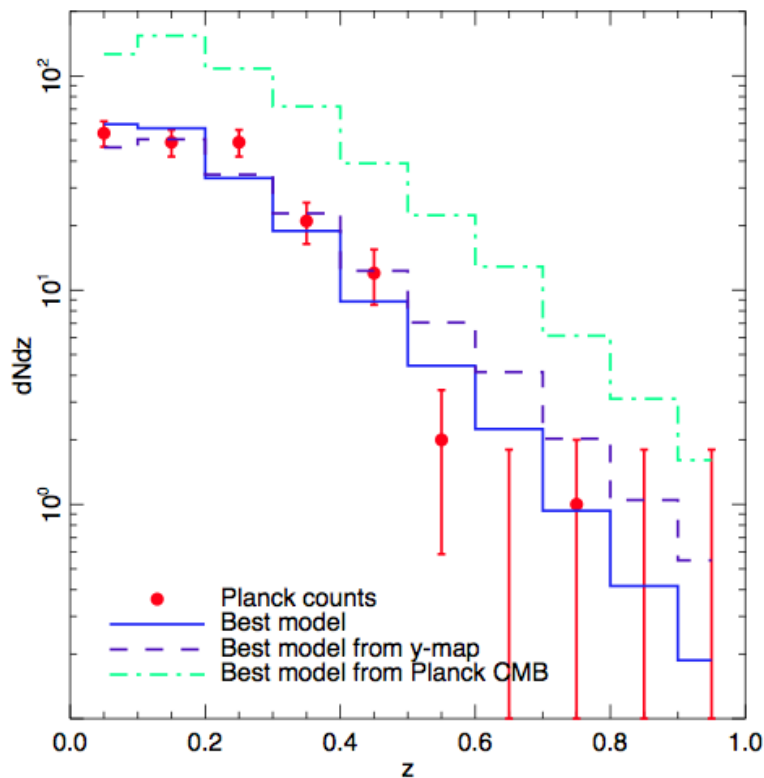 dNdz
10²
10¹
10⁰
Planck counts
Best model
Best model from y-map
Best model from Planck CMB
0.0 0.2 0.4 0.6 0.8 1.0
z